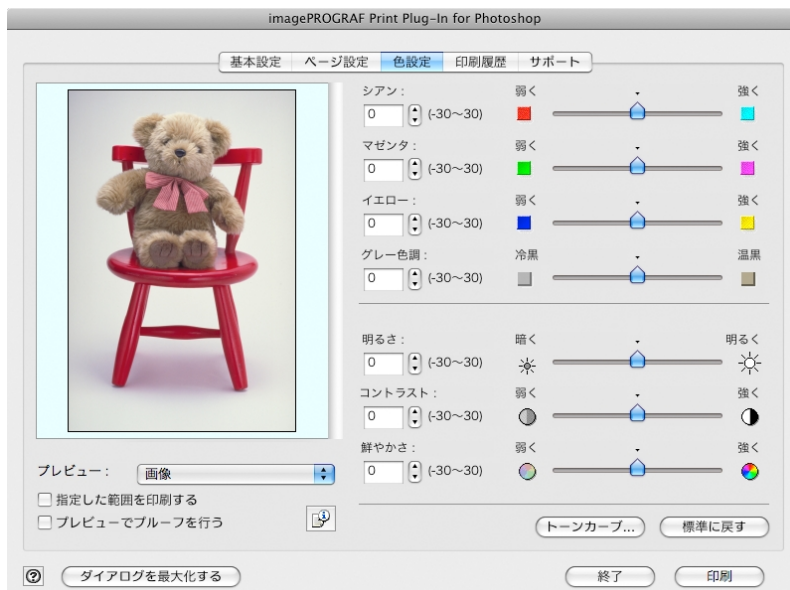 imagePROGRAF Print Plug-In for Photoshop
基本設定 ページ設定 色設定 印刷履歴 サポート
シアン： 弱く 強く
0 (-30～30)
マゼンタ： 弱く 強く
0 (-30～30)
イエロー： 弱く 強く
0 (-30～30)
グレー色調： 冷黒 温黒
0 (-30～30)
明るさ： 暗く 明るく
0 (-30～30)
コントラスト： 弱く 強く
0 (-30～30)
鮮やかさ： 弱く 強く
0 (-30～30)
プレビュー： 画像
指定した範囲を印刷する
プレビューでプルーフを行う
トーンカーブ... 標準に戻す
? ダイアログを最大化する 終了 印刷